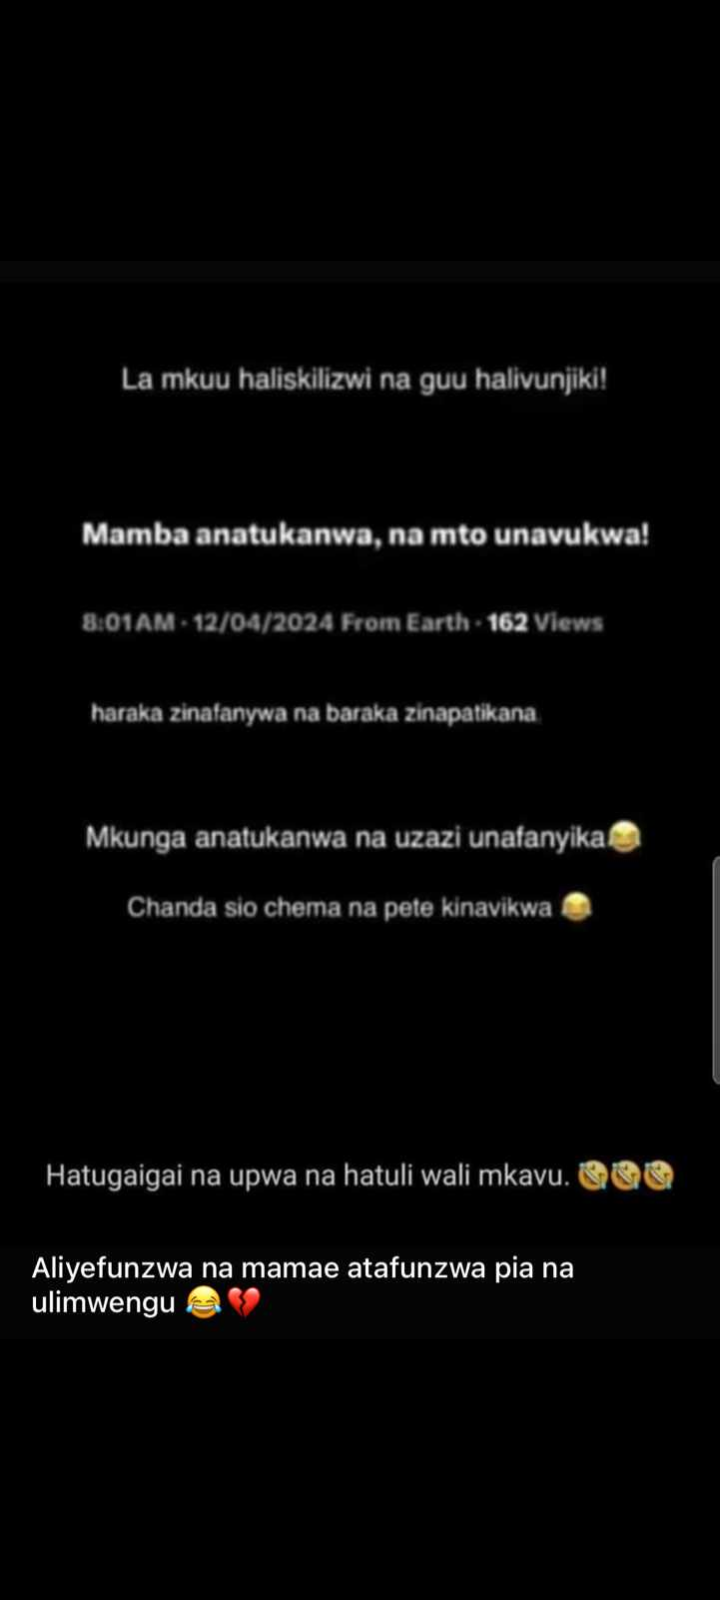 La mkuu haliskilizwi na guu halivunjiki!
Mamba anatukanwa, na mto unavukwa!
8:01 AM · 12/04/2024 From Earth · 162 Views
haraka zinafanywa na baraka zinapatikana
Mkunga anatukanwa na uzazi unafanyika😂
Chanda sio chema na pete kinavikwa 😂
Hatugaigai na upwa na hatuli wali mkavu. 🤣🤣🤣
Aliyefunzwa na mamae atafunzwa pia na
ulimwengu 😂💔